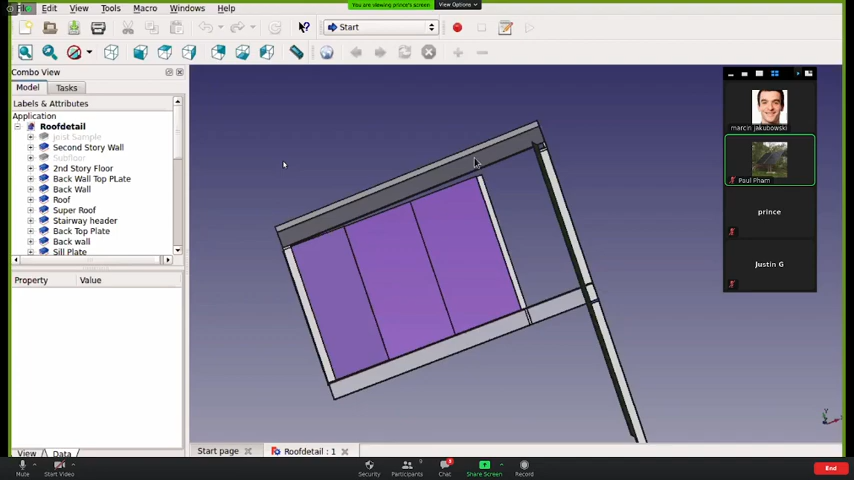 You are viewing prince's screen View Options
Edit View Tools Macro Windows Help
Start
Combo View
Model Tasks
Labels & Attributes
Application
Roofdetail
Joist Sample
Second Story Wall
Subfloor
2nd Story Floor
Back Wall Top PLate
Back Wall
Roof
Super Roof
Stairway header
Back Top Plate
Back wall
Sill Plate
Property Value
View Data
Start page Roofdetail : 1
marcin jakubowski
Paul Pham
prince
Justin G
Mute Start Video Security Participants Chat Share Screen Record End